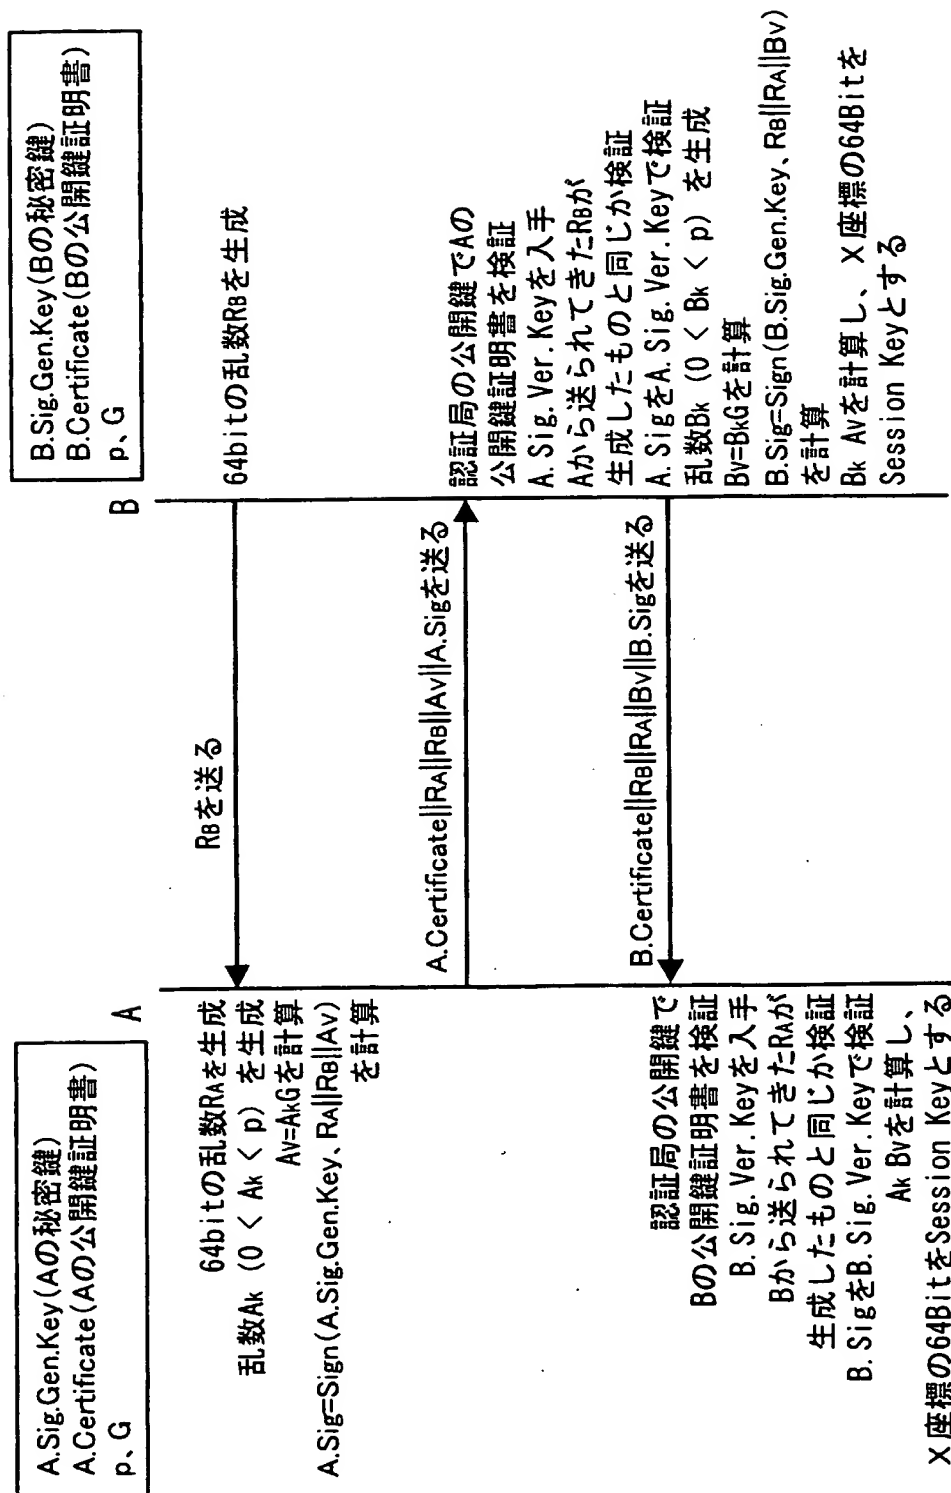 A.Sig.Gen.Key(Aの秘密鍵)
A.Certificate(Aの公開鍵証明書)
p、G
B.Sig.Gen.Key(Bの秘密鍵)
B.Certificate(Bの公開鍵証明書)
p、G
A
B
64bitの乱数RBを生成
RBを送る
64bitの乱数RAを生成
乱数Ak (0 < Ak < p) を生成
Av=AkGを計算
A.Sig=Sign(A.Sig.Gen.Key、RA||RB||Av)
を計算
A.Certificate||RA||RB||Av||A.Sigを送る
認証局の公開鍵でAの
公開鍵証明書を検証
A.Sig.Ver.Keyを入手
Aから送られてきたRBが
生成したものと同じか検証
A.SigをA.Sig.Ver.Keyで検証
乱数Bk (0 < Bk < p) を生成
Bv=BkGを計算
B.Sig=Sign(B.Sig.Gen.Key、RB||RA||Bv)
を計算
Bk Avを計算し、X座標の64Bitを
Session Keyとする
B.Certificate||RB||RA||Bv||B.Sigを送る
認証局の公開鍵で
Bの公開鍵証明書を検証
B.Sig.Ver.Keyを入手
Bから送られてきたRAが
生成したものと同じか検証
B.SigをB.Sig.Ver.Keyで検証
Ak Bvを計算し、
X座標の64BitをSession Keyとする